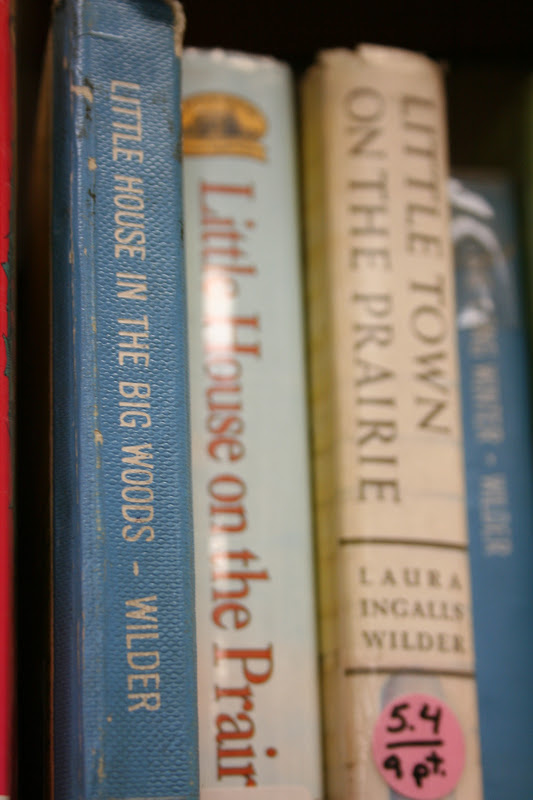 LITTLE HOUSE IN THE BIG WOODS - WILDER
Little House on the Prair
LITTLE TOWN
ON THE PRAIRIE
LAURA
INGALLS
WILDER
5.4
9 pt.
WINTER - WILDER